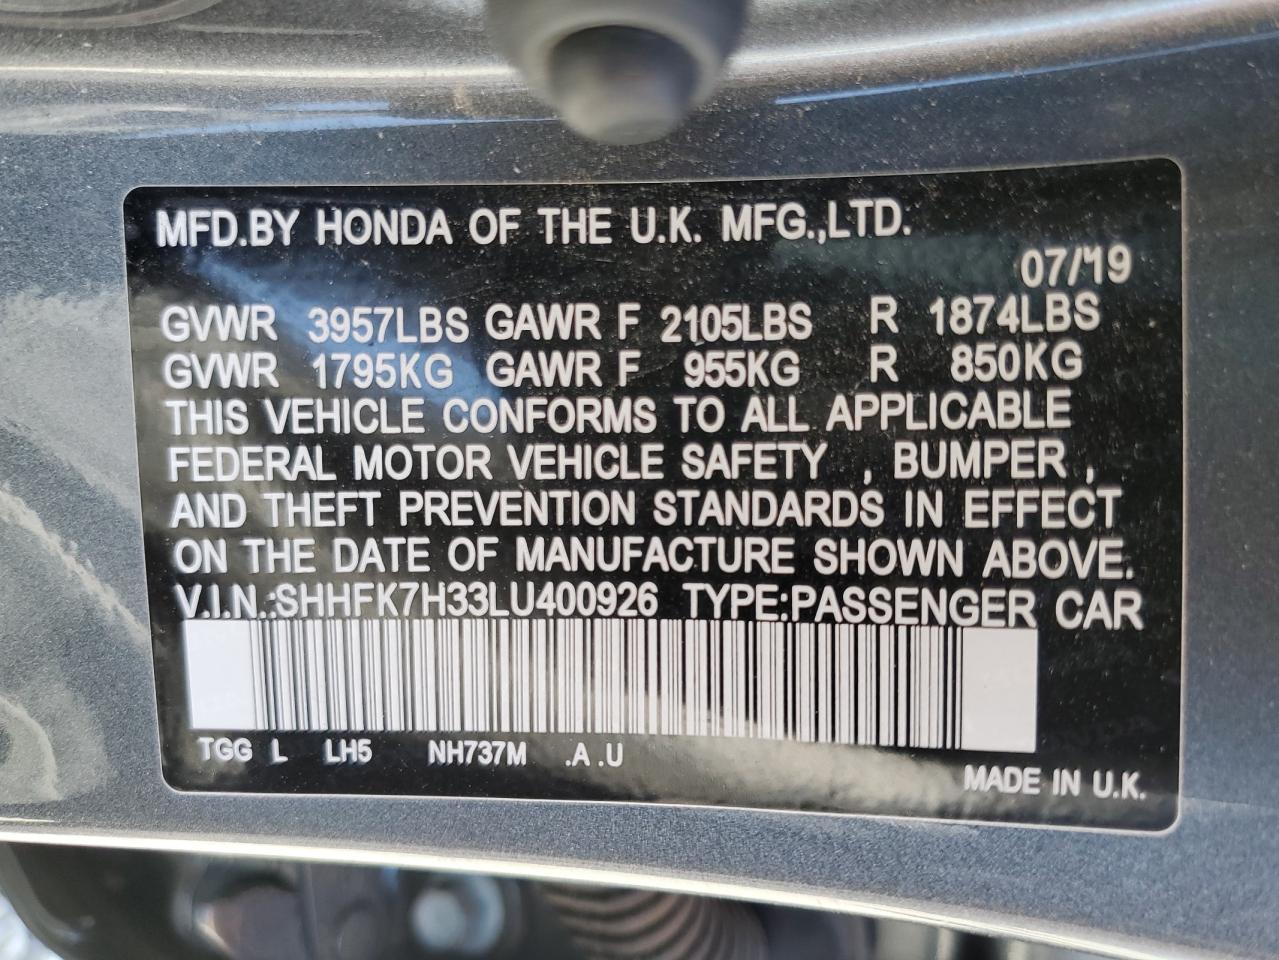 MFD.BY HONDA OF THE U.K. MFG.,LTD.
07/19
GVWR 3957LBS GAWR F 2105LBS R 1874LBS
GVWR 1795KG GAWR F 955KG R 850KG
THIS VEHICLE CONFORMS TO ALL APPLICABLE
FEDERAL MOTOR VEHICLE SAFETY , BUMPER ,
AND THEFT PREVENTION STANDARDS IN EFFECT
ON THE DATE OF MANUFACTURE SHOWN ABOVE.
V.I.N.:SHHFK7H33LU400926 TYPE:PASSENGER CAR
TGG L LH5 NH737M .A .U
MADE IN U.K.